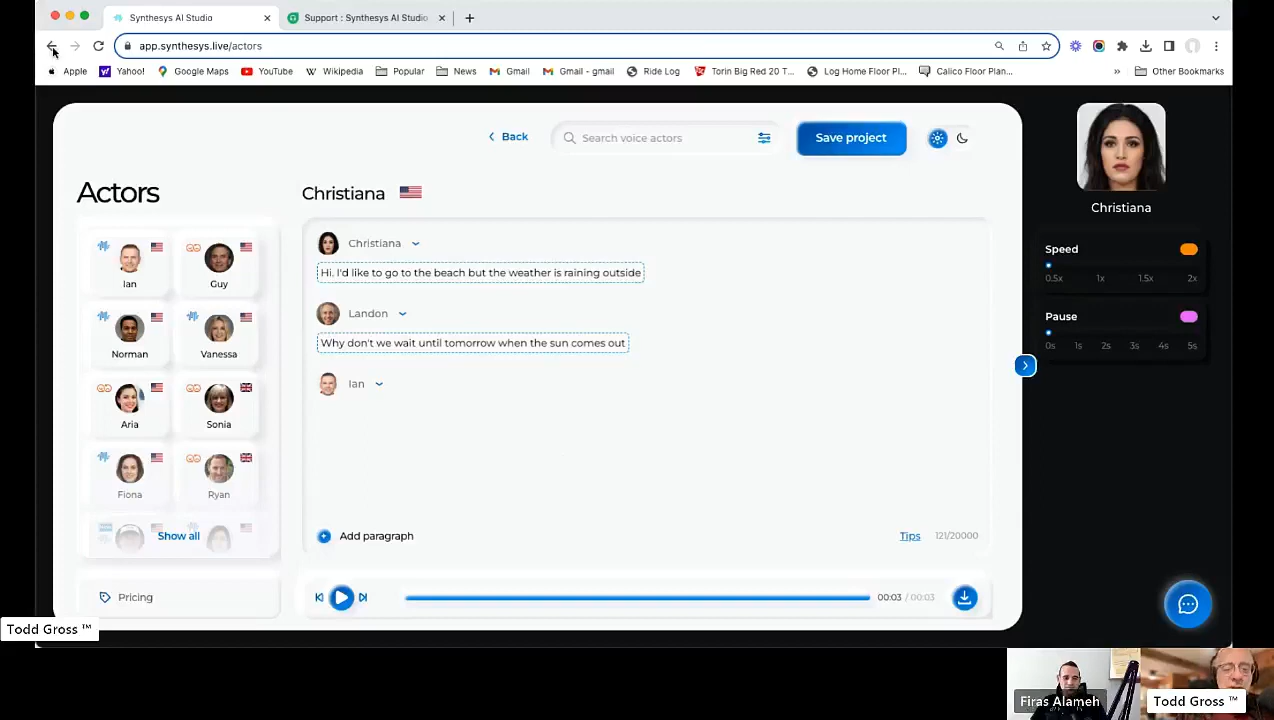 Synthesys AI Studio
Support : Synthesys AI Studio
app.synthesys.live/actors
Apple
Yahoo!
Google Maps
YouTube
Wikipedia
Popular
News
Gmail
Gmail - gmail
Ride Log
Torin Big Red 20 T...
Log Home Floor Pl...
Calico Floor Plan...
»
Other Bookmarks
Back
Search voice actors
Save project
Christiana
Actors
Christiana
Ian
Guy
Norman
Vanessa
Aria
Sonia
Fiona
Ryan
Show all
Pricing
Christiana
Hi. I'd like to go to the beach but the weather is raining outside
Landon
Why don't we wait until tomorrow when the sun comes out
Ian
Add paragraph
Tips
121/20000
00:03 / 00:03
Speed
0.5x 1x 1.5x 2x
Pause
0s 1s 2s 3s 4s 5s
Todd Gross ™
Firas Alameh
Todd Gross ™